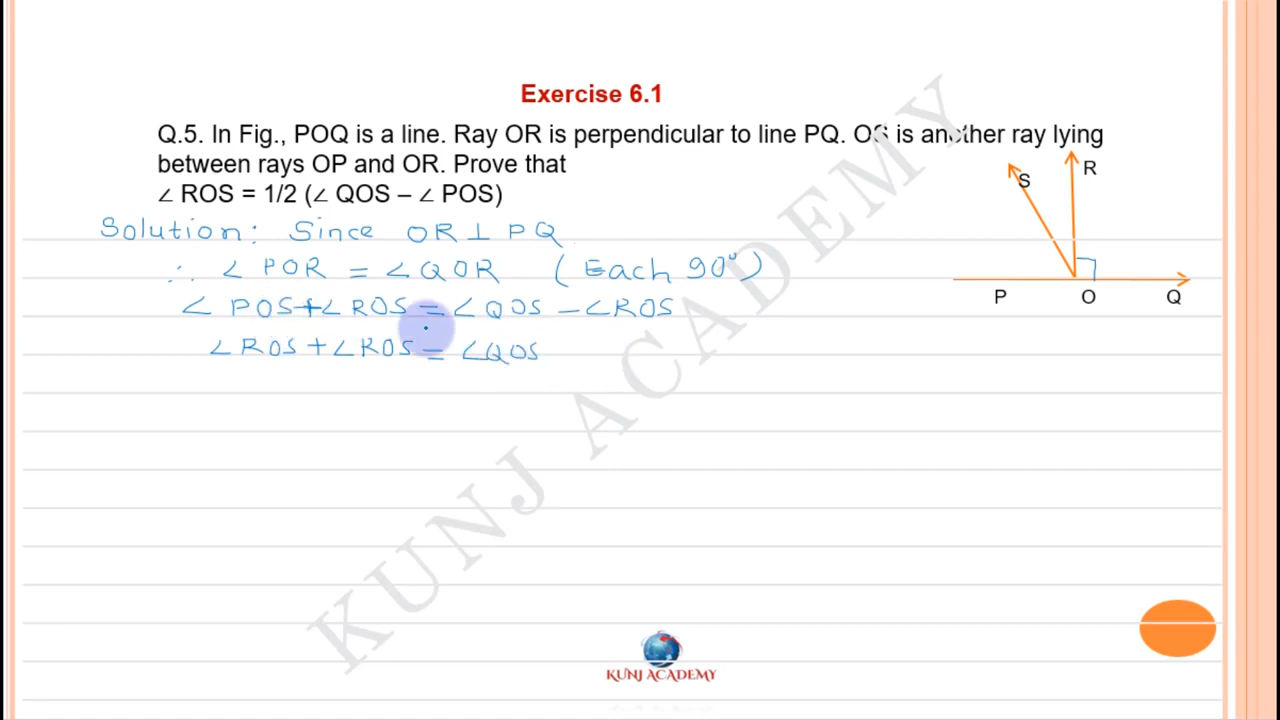 Exercise 6.1
Q.5. In Fig., POQ is a line. Ray OR is perpendicular to line PQ. OS is another ray lying
between rays OP and OR. Prove that
∠ ROS = 1/2 (∠ QOS – ∠ POS)
S
R
P
O
Q
Solution: Since OR ⊥ PQ
∴ ∠ POR = ∠ QOR (Each 90°)
∠ POS + ∠ ROS = ∠ QOS – ∠ ROS
∠ ROS + ∠ ROS = ∠ QOS
KUNJ ACADEMY
KUNJ ACADEMY